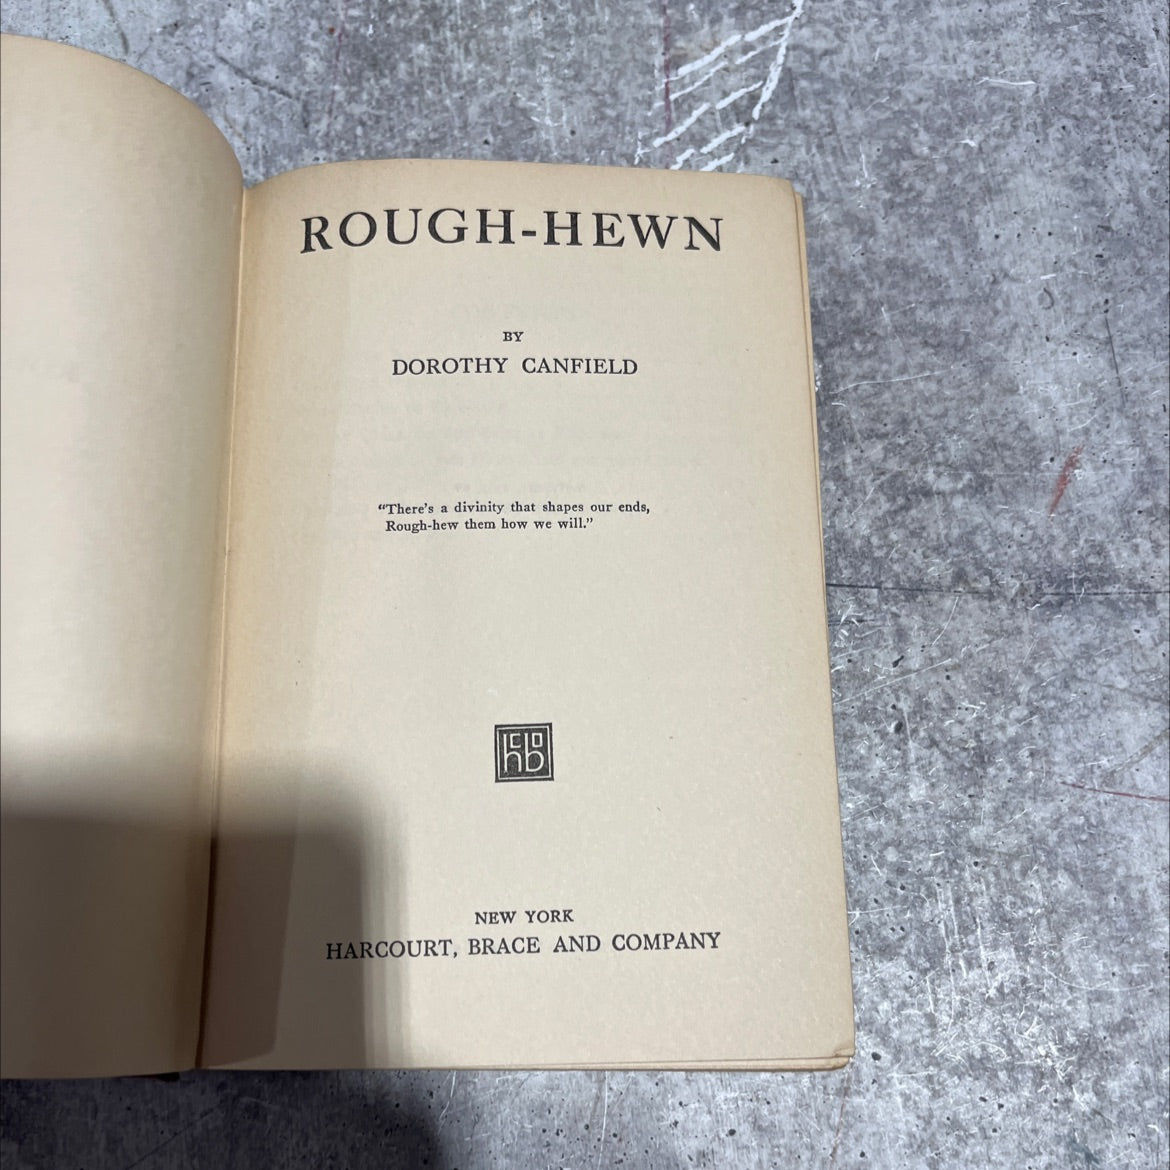 ROUGH-HEWN
BY
DOROTHY CANFIELD
“There’s a divinity that shapes our ends,
Rough-hew them how we will.”
hcbco
NEW YORK
HARCOURT, BRACE AND COMPANY